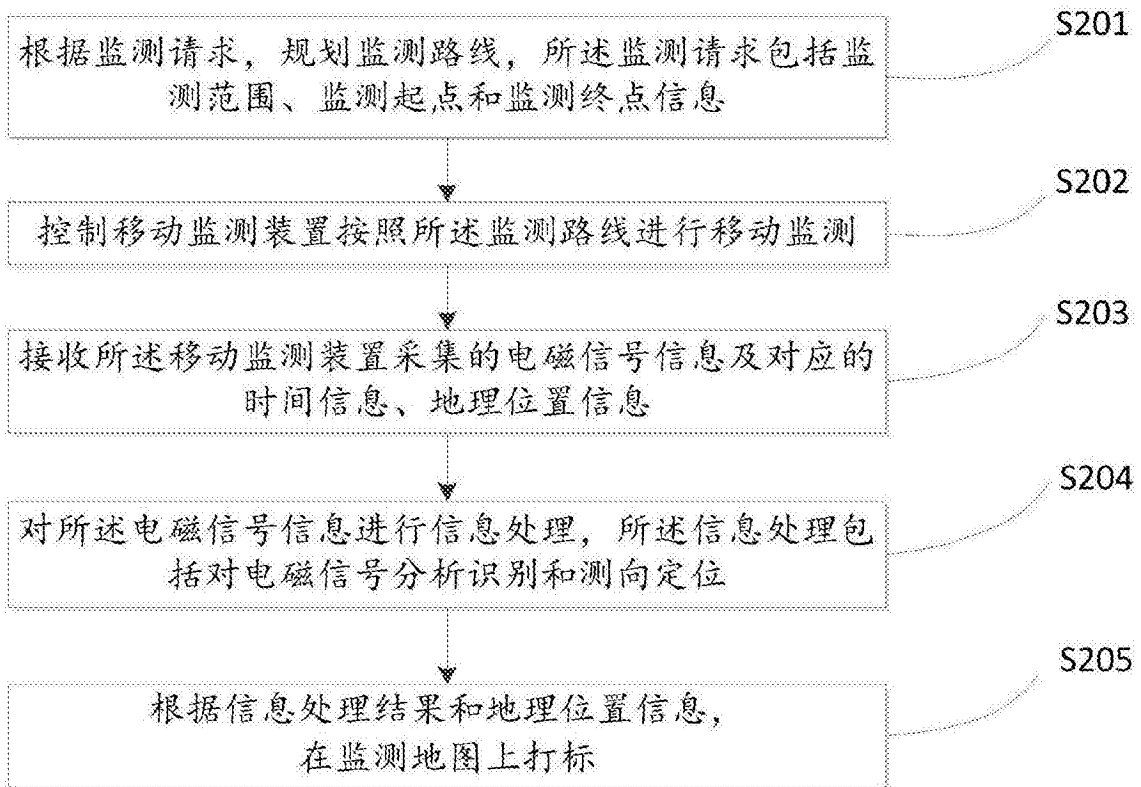 S201
根据监测请求，规划监测路线，所述监测请求包括监
测范围、监测起点和监测终点信息
S202
控制移动监测装置按照所述监测路线进行移动监测
S203
接收所述移动监测装置采集的电磁信号信息及对应的
时间信息、地理位置信息
S204
对所述电磁信号信息进行信息处理，所述信息处理包
括对电磁信号分析识别和测向定位
S205
根据信息处理结果和地理位置信息，
在监测地图上打标